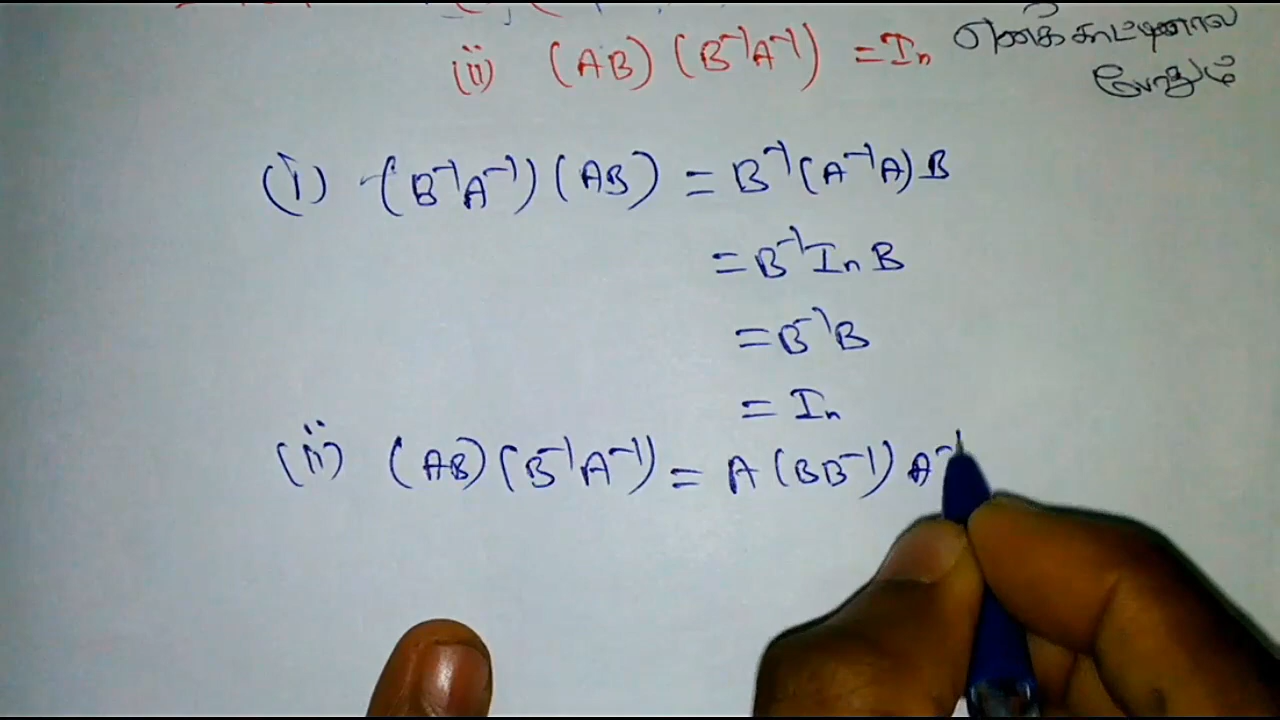 (ii) (AB)(B⁻¹A⁻¹) = Iₙ எனக்காட்டினால்
போதும்
(i) (B⁻¹A⁻¹)(AB) = B⁻¹(A⁻¹A)B
= B⁻¹IₙB
= B⁻¹B
= Iₙ
(ii) (AB)(B⁻¹A⁻¹) = A(BB⁻¹)A⁻¹